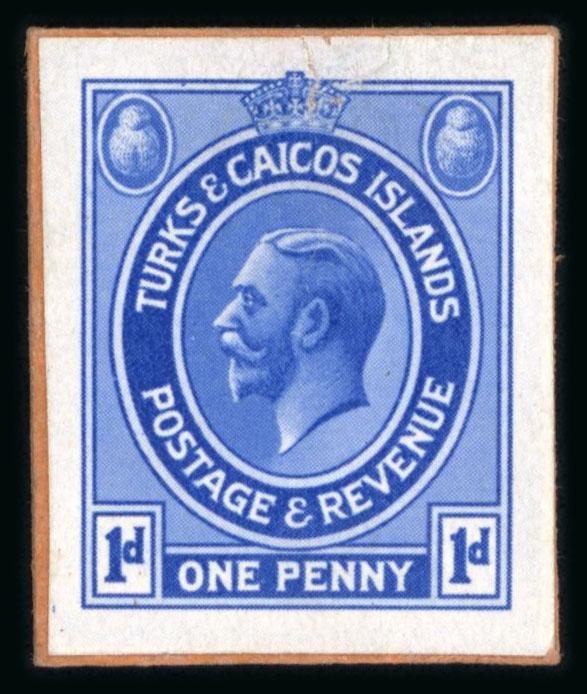 TURKS & CAICOS ISLANDS
POSTAGE & REVENUE
1d
ONE PENNY
1d